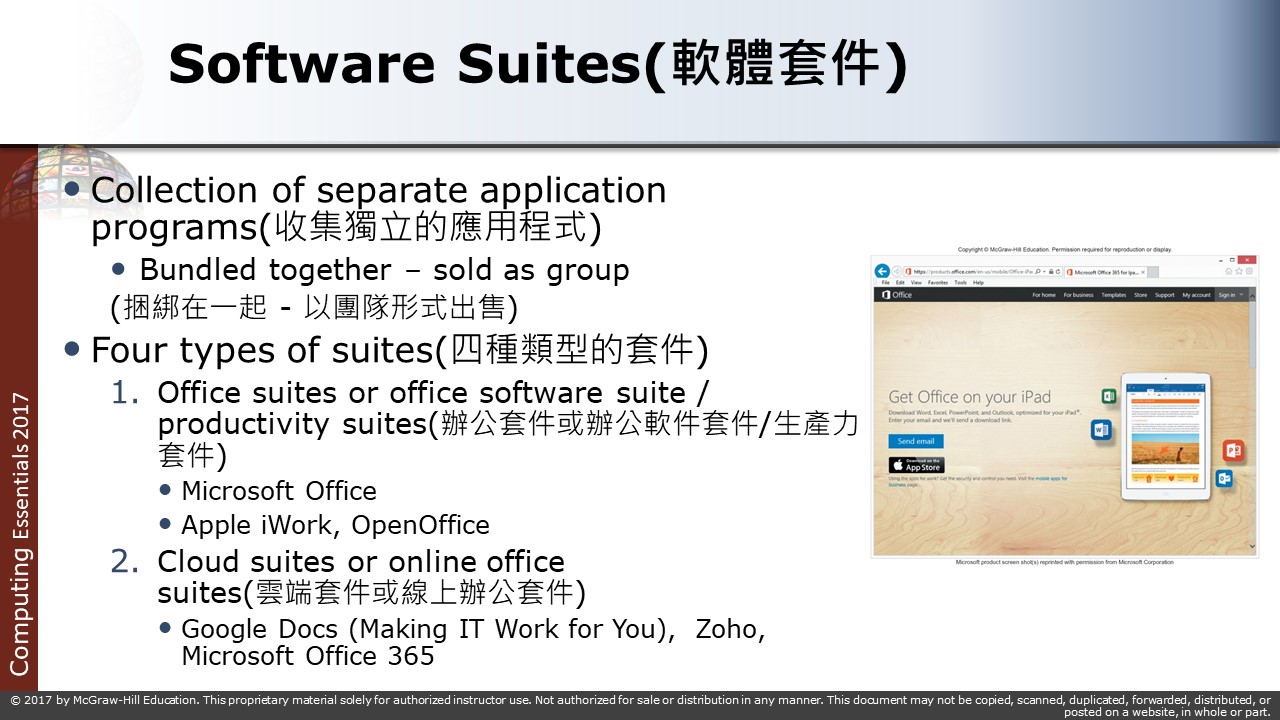 Software Suites(軟體套件)
Collection of separate application
programs(收集獨立的應用程式)
Bundled together – sold as group
(捆綁在一起 - 以團隊形式出售)
Four types of suites(四種類型的套件)
1. Office suites or office software suite /
productivity suites(辦公套件或辦公軟件套件/生產力
套件)
Microsoft Office
Apple iWork, OpenOffice
2. Cloud suites or online office
suites(雲端套件或線上辦公套件)
Google Docs (Making IT Work for You), Zoho,
Microsoft Office 365
Copyright © McGraw-Hill Education. Permission required for reproduction or display.
https://products.office.com/en-us/mobile/Office-iPac
Microsoft Office 365 for Ipa...
File Edit View Favorites Tools Help
Office
For home For business Templates Store Support My account Sign in
Get Office on your iPad
Download Word, Excel, PowerPoint, and Outlook, optimized for your iPad*.
Enter your email and we'll send a download link.
Send email
Download on the
App Store
Using the apps for work? Get the security and control you need. Visit the mobile apps for
business page.
Microsoft product screen shot(s) reprinted with permission from Microsoft Corporation
Computing Essentials 2017
© 2017 by McGraw-Hill Education. This proprietary material solely for authorized instructor use. Not authorized for sale or distribution in any manner. This document may not be copied, scanned, duplicated, forwarded, distributed, or
posted on a website, in whole or part.